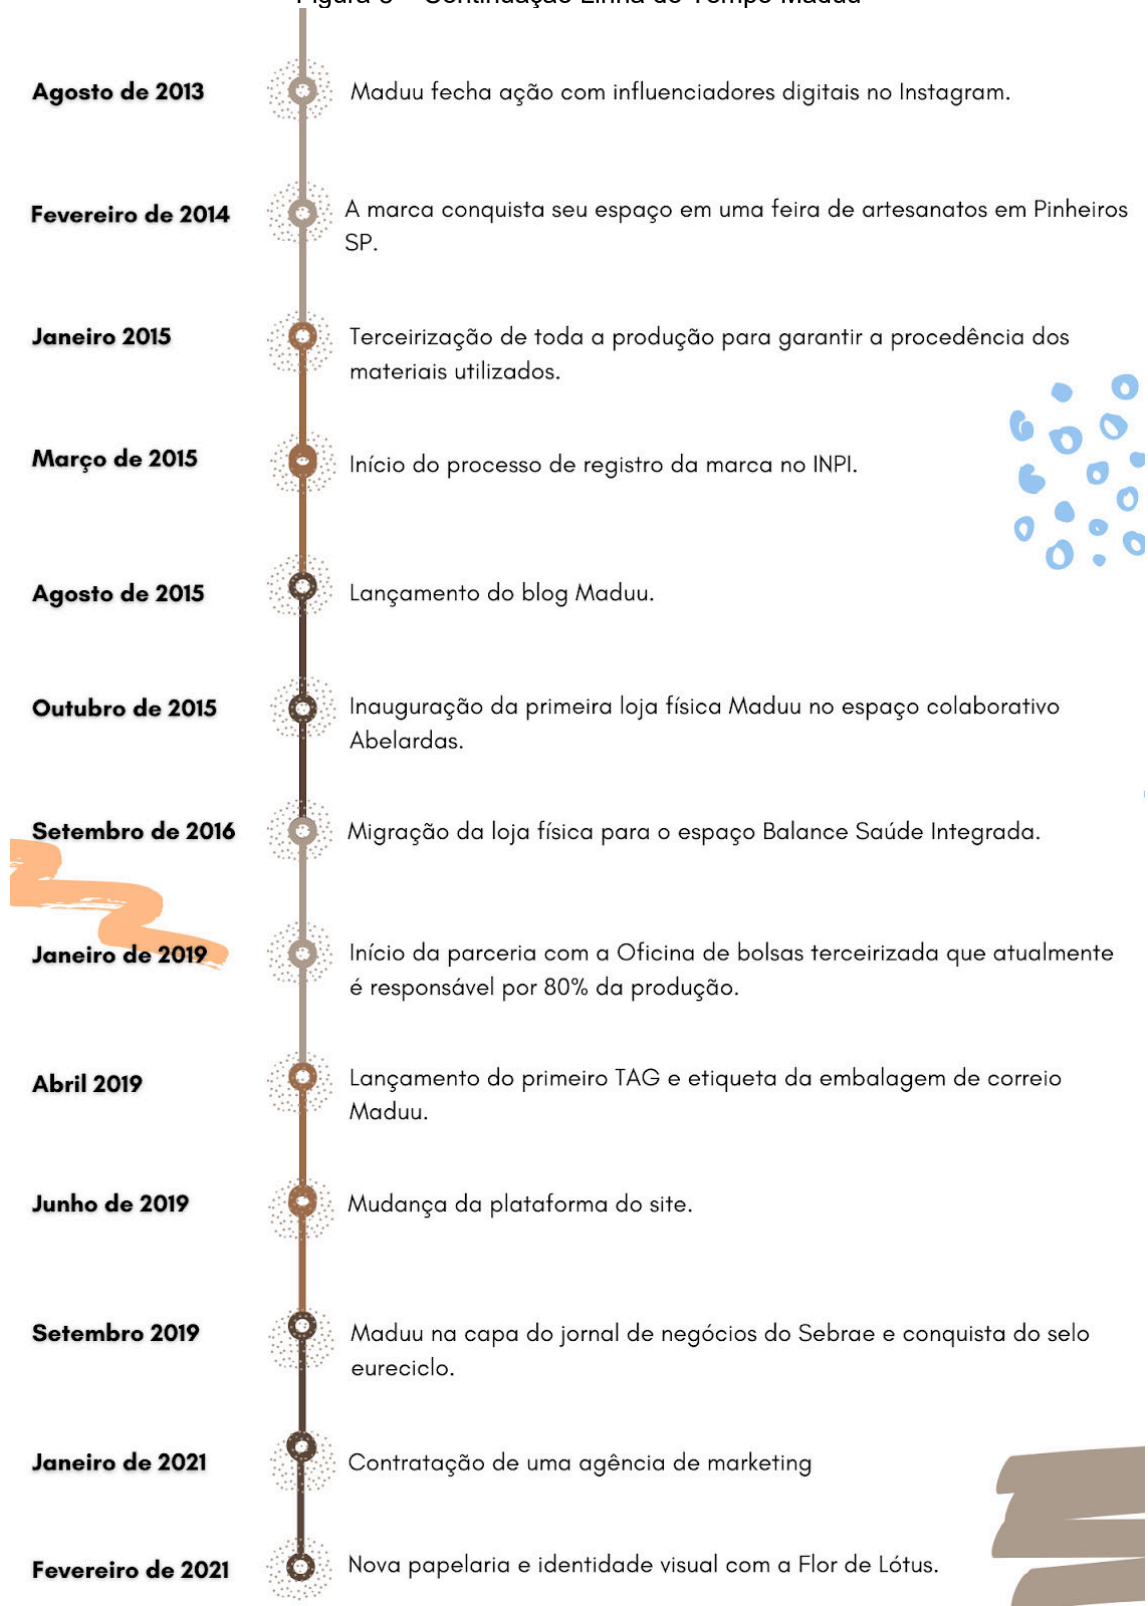 Figura 3 – Continuação Linha do Tempo Maduu
Agosto de 2013
Maduu fecha ação com influenciadores digitais no Instagram.
Fevereiro de 2014
A marca conquista seu espaço em uma feira de artesanatos em Pinheiros
SP.
Janeiro 2015
Terceirização de toda a produção para garantir a procedência dos
materiais utilizados.
Março de 2015
Início do processo de registro da marca no INPI.
Agosto de 2015
Lançamento do blog Maduu.
Outubro de 2015
Inauguração da primeira loja física Maduu no espaço colaborativo
Abelardas.
Setembro de 2016
Migração da loja física para o espaço Balance Saúde Integrada.
Janeiro de 2019
Início da parceria com a Oficina de bolsas terceirizada que atualmente
é responsável por 80% da produção.
Abril 2019
Lançamento do primeiro TAG e etiqueta da embalagem de correio
Maduu.
Junho de 2019
Mudança da plataforma do site.
Setembro 2019
Maduu na capa do jornal de negócios do Sebrae e conquista do selo
eureciclo.
Janeiro de 2021
Contratação de uma agência de marketing
Fevereiro de 2021
Nova papelaria e identidade visual com a Flor de Lótus.